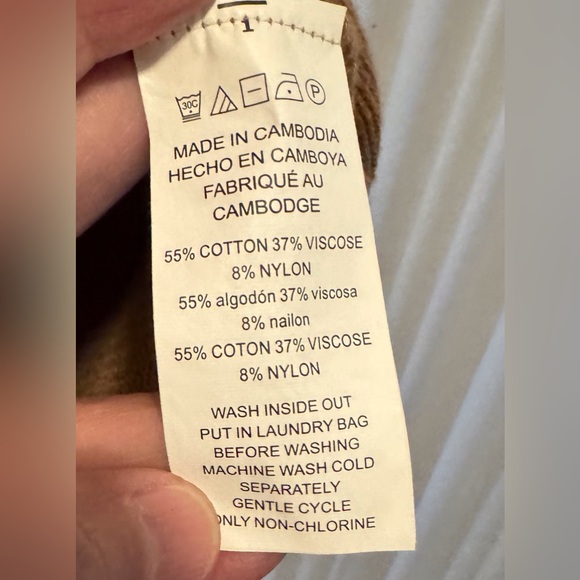 1
30C
P
MADE IN CAMBODIA
HECHO EN CAMBOYA
FABRIQUÉ AU
CAMBODGE
55% COTTON 37% VISCOSE
8% NYLON
55% algodón 37% viscosa
8% nailon
55% COTON 37% VISCOSE
8% NYLON
WASH INSIDE OUT
PUT IN LAUNDRY BAG
BEFORE WASHING
MACHINE WASH COLD
SEPARATELY
GENTLE CYCLE
ONLY NON-CHLORINE